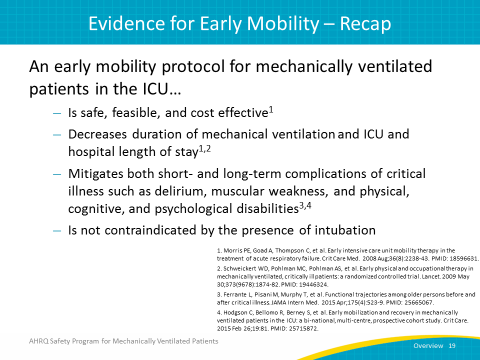 Evidence for Early Mobility – Recap
An early mobility protocol for mechanically ventilated
patients in the ICU…
– Is safe, feasible, and cost effective1
– Decreases duration of mechanical ventilation and ICU and
hospital length of stay1,2
– Mitigates both short- and long-term complications of critical
illness such as delirium, muscular weakness, and physical,
cognitive, and psychological disabilities3,4
– Is not contraindicated by the presence of intubation
1. Morris PE, Goad A, Thompson C, et al. Early intensive care unit mobility therapy in the
treatment of acute respiratory failure. Crit Care Med. 2008 Aug;36(8):2238-43. PMID: 18596631.
2. Schweickert WD, Pohlman MC, Pohlman AS, et al. Early physical and occupational therapy in
mechanically ventilated, critically ill patients: a randomized controlled trial. Lancet. 2009 May
30;373(9678):1874-82. PMID: 19446324.
3. Ferrante L, Pisani M, Murphy T, et al. Functional trajectories among older persons before and
after critical illness. JAMA Intern Med. 2015 Apr;175(4):523-9. PMID: 25665067.
4. Hodgson C, Bellomo R, Berney S, et al. Early mobilization and recovery in mechanically
ventilated patients in the ICU: a bi-national, multi-centre, prospective cohort study. Crit Care.
2015 Feb 26;19:81. PMID: 25715872.
AHRQ Safety Program for Mechanically Ventilated Patients
Overview 19